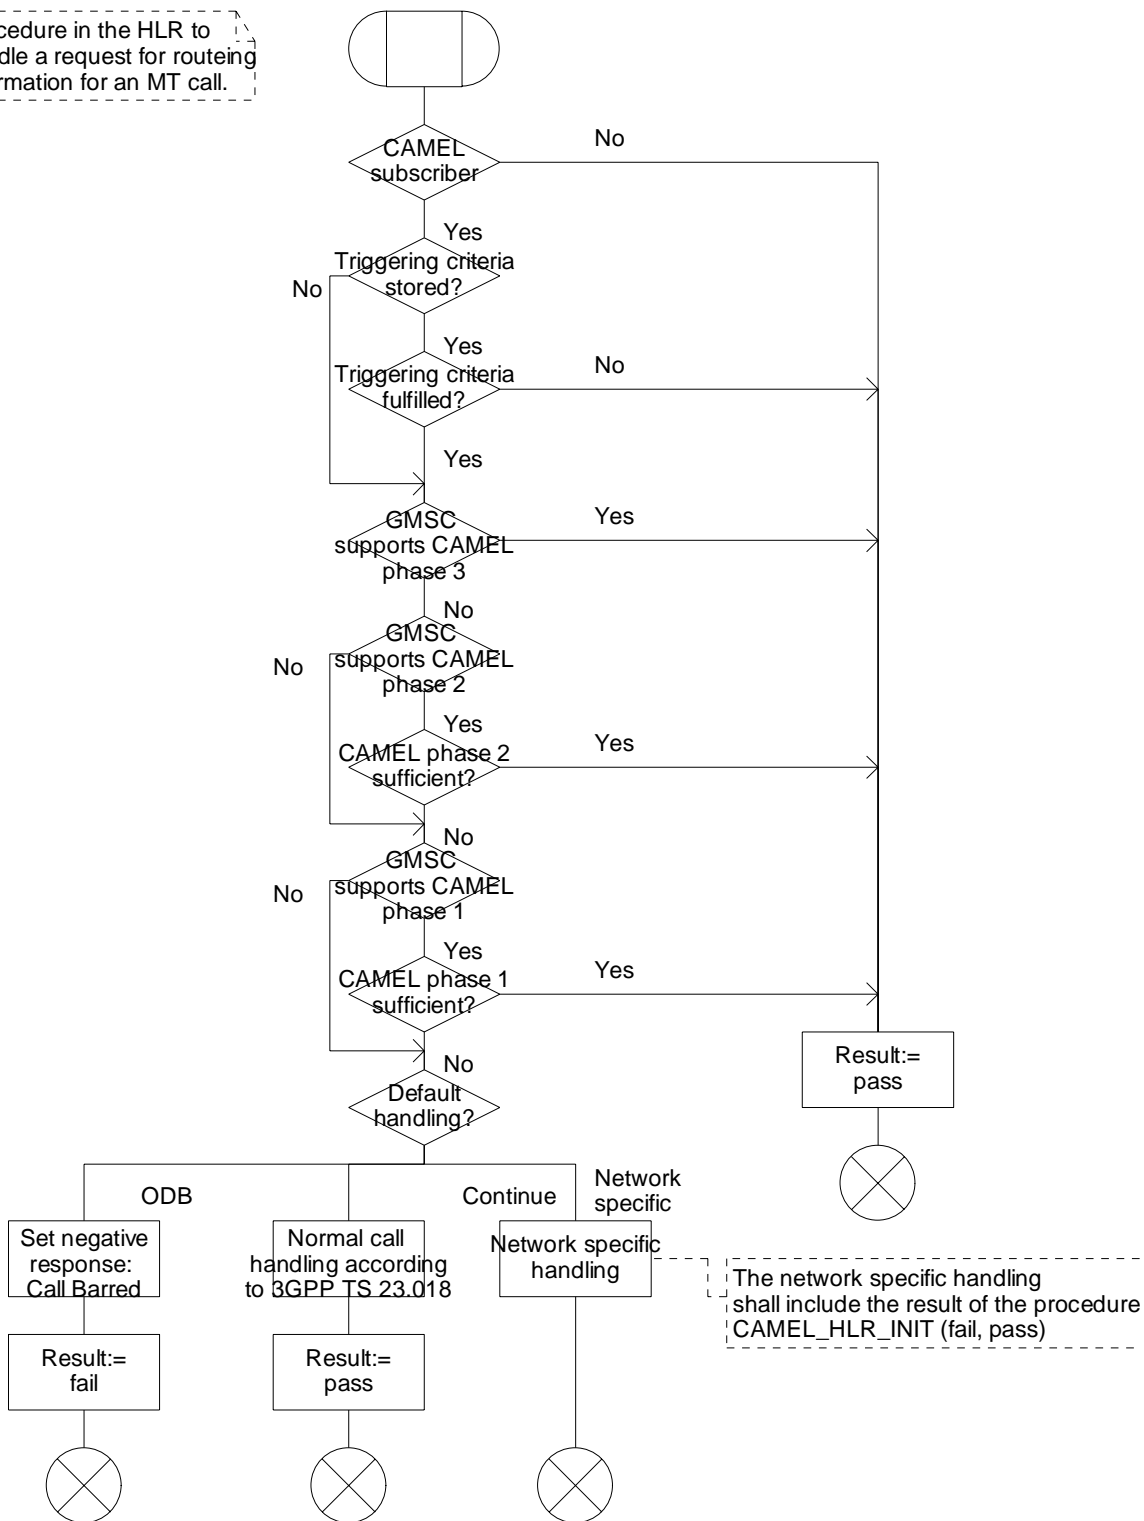 cedure in the HLR to
dle a request for routeing
rmation for an MT call.
CAMEL
subscriber
No
Yes
Triggering criteria
stored?
No
Yes
Triggering criteria
fulfilled?
No
Yes
GMSC
supports CAMEL
phase 3
Yes
No
GMSC
supports CAMEL
phase 2
No
Yes
CAMEL phase 2
sufficient?
Yes
No
GMSC
supports CAMEL
phase 1
No
Yes
CAMEL phase 1
sufficient?
Yes
No
Result:=
pass
Default
handling?
ODB
Continue
Network
specific
Set negative
response:
Call Barred
Normal call
handling according
to 3GPP TS 23.018
Network specific
handling
The network specific handling
shall include the result of the procedure
CAMEL_HLR_INIT (fail, pass)
Result:=
fail
Result:=
pass